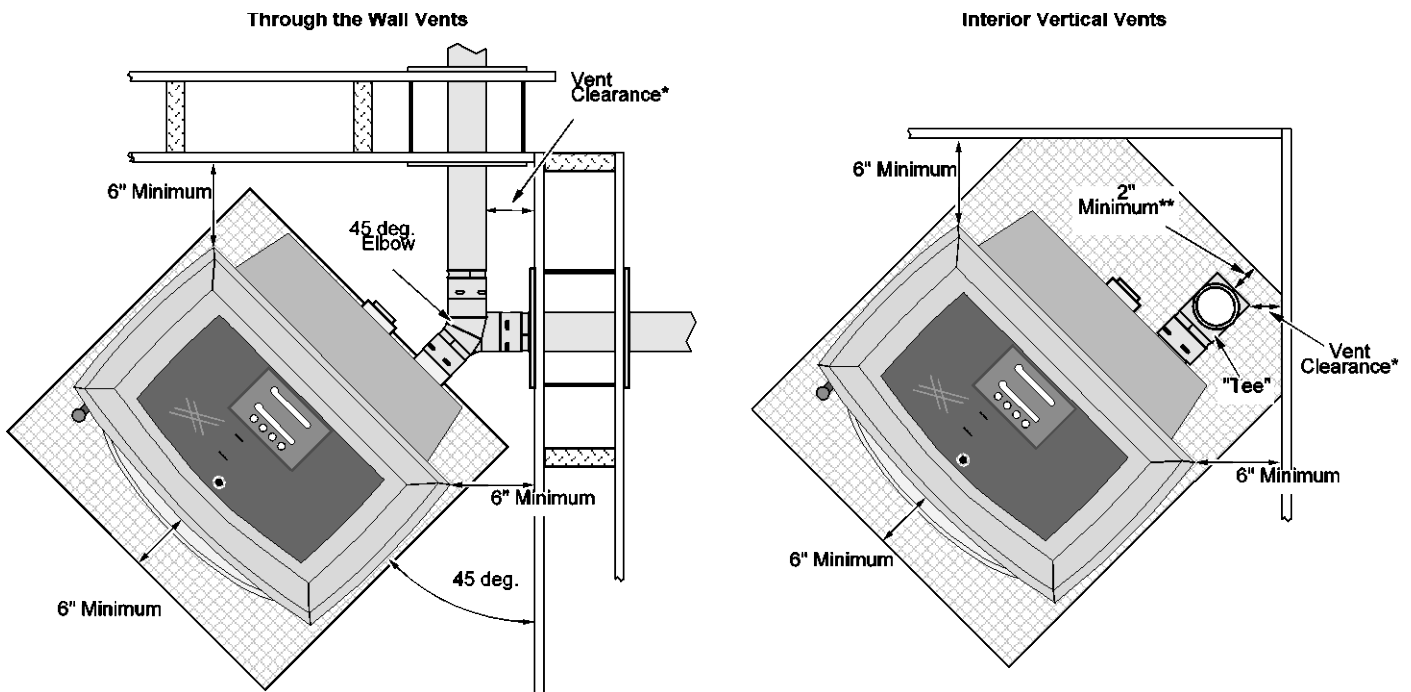 Through the Wall Vents
Vent
Clearance*
6" Minimum
45 deg.
Elbow
6" Minimum
6" Minimum
45 deg.
Interior Vertical Vents
6" Minimum
2"
Minimum**
Vent
Clearance*
"Tee"
6" Minimum
6" Minimum